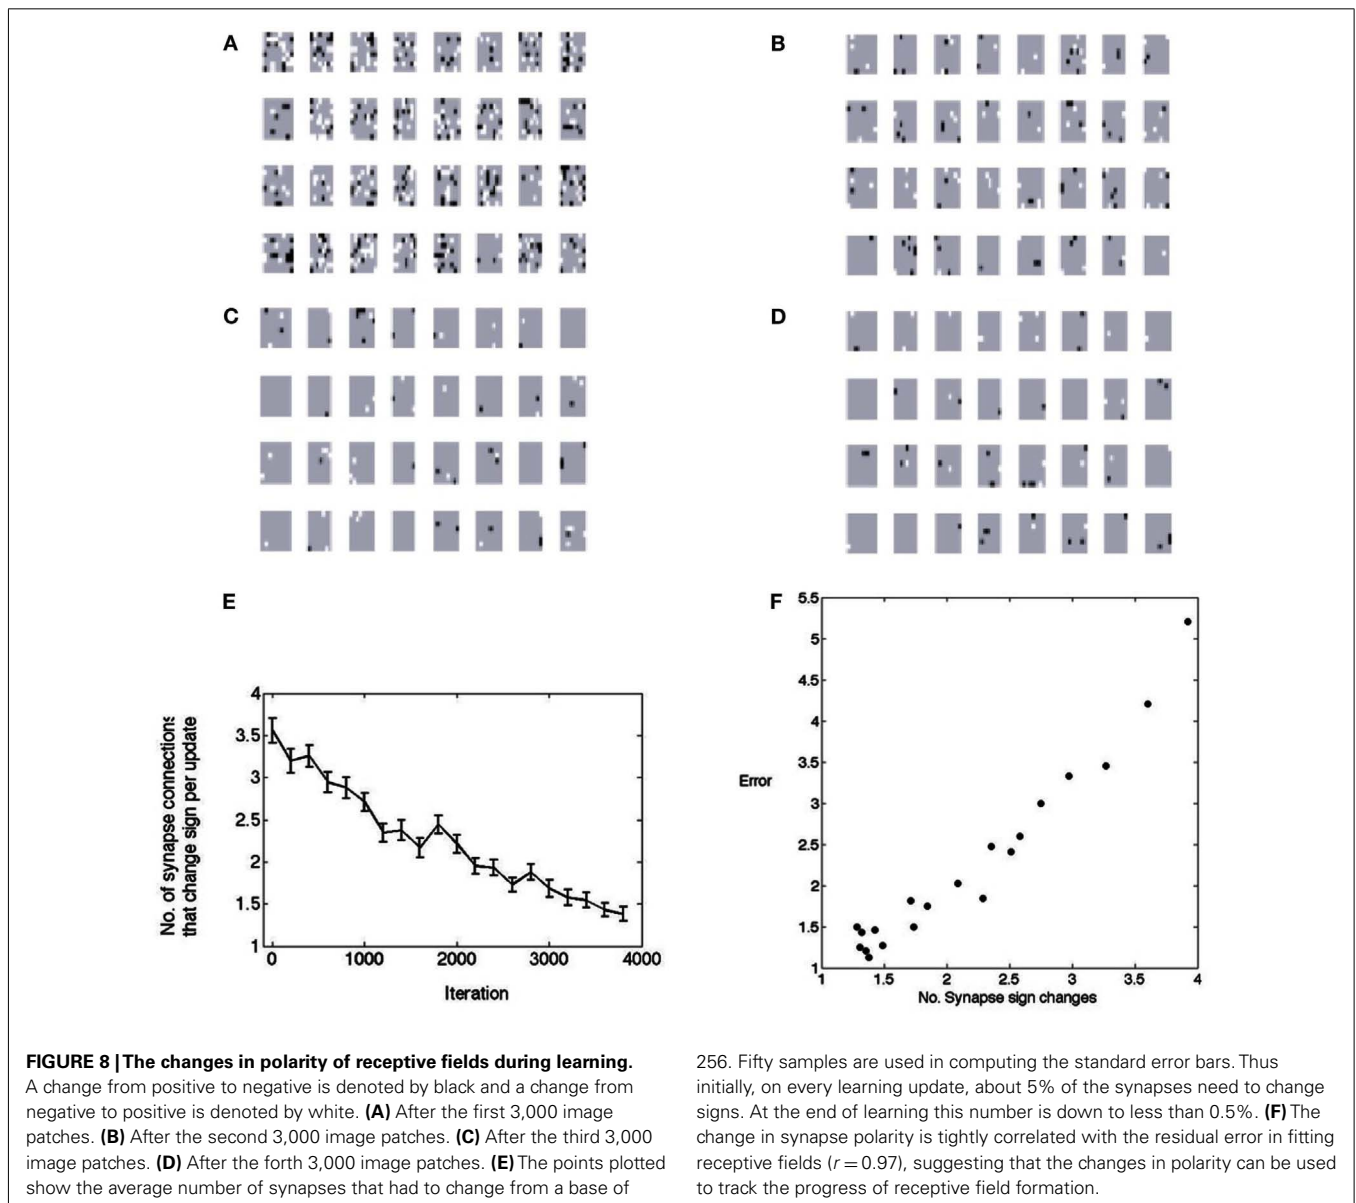 A
B
C
D
E
4
3.5
3
2.5
2
1.5
1
0 1000 2000 3000 4000
No. of synapse connections
that change sign per update
Iteration
F
5.5
5
4.5
4
3.5
3
2.5
2
1.5
1
1 1.5 2 2.5 3 3.5 4
Error
No. Synapse sign changes
FIGURE 8 | The changes in polarity of receptive fields during learning.
A change from positive to negative is denoted by black and a change from
negative to positive is denoted by white. (A) After the first 3,000 image
patches. (B) After the second 3,000 image patches. (C) After the third 3,000
image patches. (D) After the forth 3,000 image patches. (E) The points plotted
show the average number of synapses that had to change from a base of
256. Fifty samples are used in computing the standard error bars. Thus
initially, on every learning update, about 5% of the synapses need to change
signs. At the end of learning this number is down to less than 0.5%. (F) The
change in synapse polarity is tightly correlated with the residual error in fitting
receptive fields (r = 0.97), suggesting that the changes in polarity can be used
to track the progress of receptive field formation.